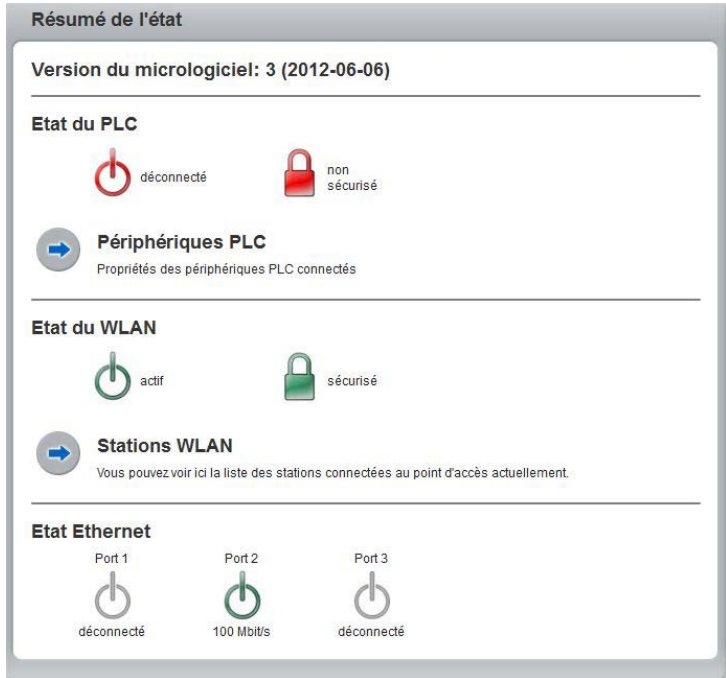 Résumé de l'état
Version du micrologiciel: 3 (2012-06-06)
Etat du PLC
déconnecté
non
sécurisé
Périphériques PLC
Propriétés des périphériques PLC connectés
Etat du WLAN
actif
sécurisé
Stations WLAN
Vous pouvez voir ici la liste des stations connectées au point d'accès actuellement.
Etat Ethernet
Port 1
Port 2
Port 3
déconnecté
100 Mbit/s
déconnecté